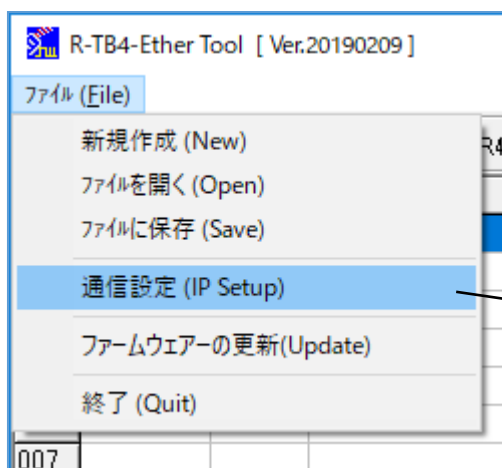 R-TB4-Ether Tool [ Ver.20190209 ]
ﾌｧｲﾙ (File)
新規作成 (New)
ﾌｧｲﾙを開く (Open)
ﾌｧｲﾙに保存 (Save)
通信設定 (IP Setup)
ファームウェアーの更新(Update)
終了 (Quit)
007